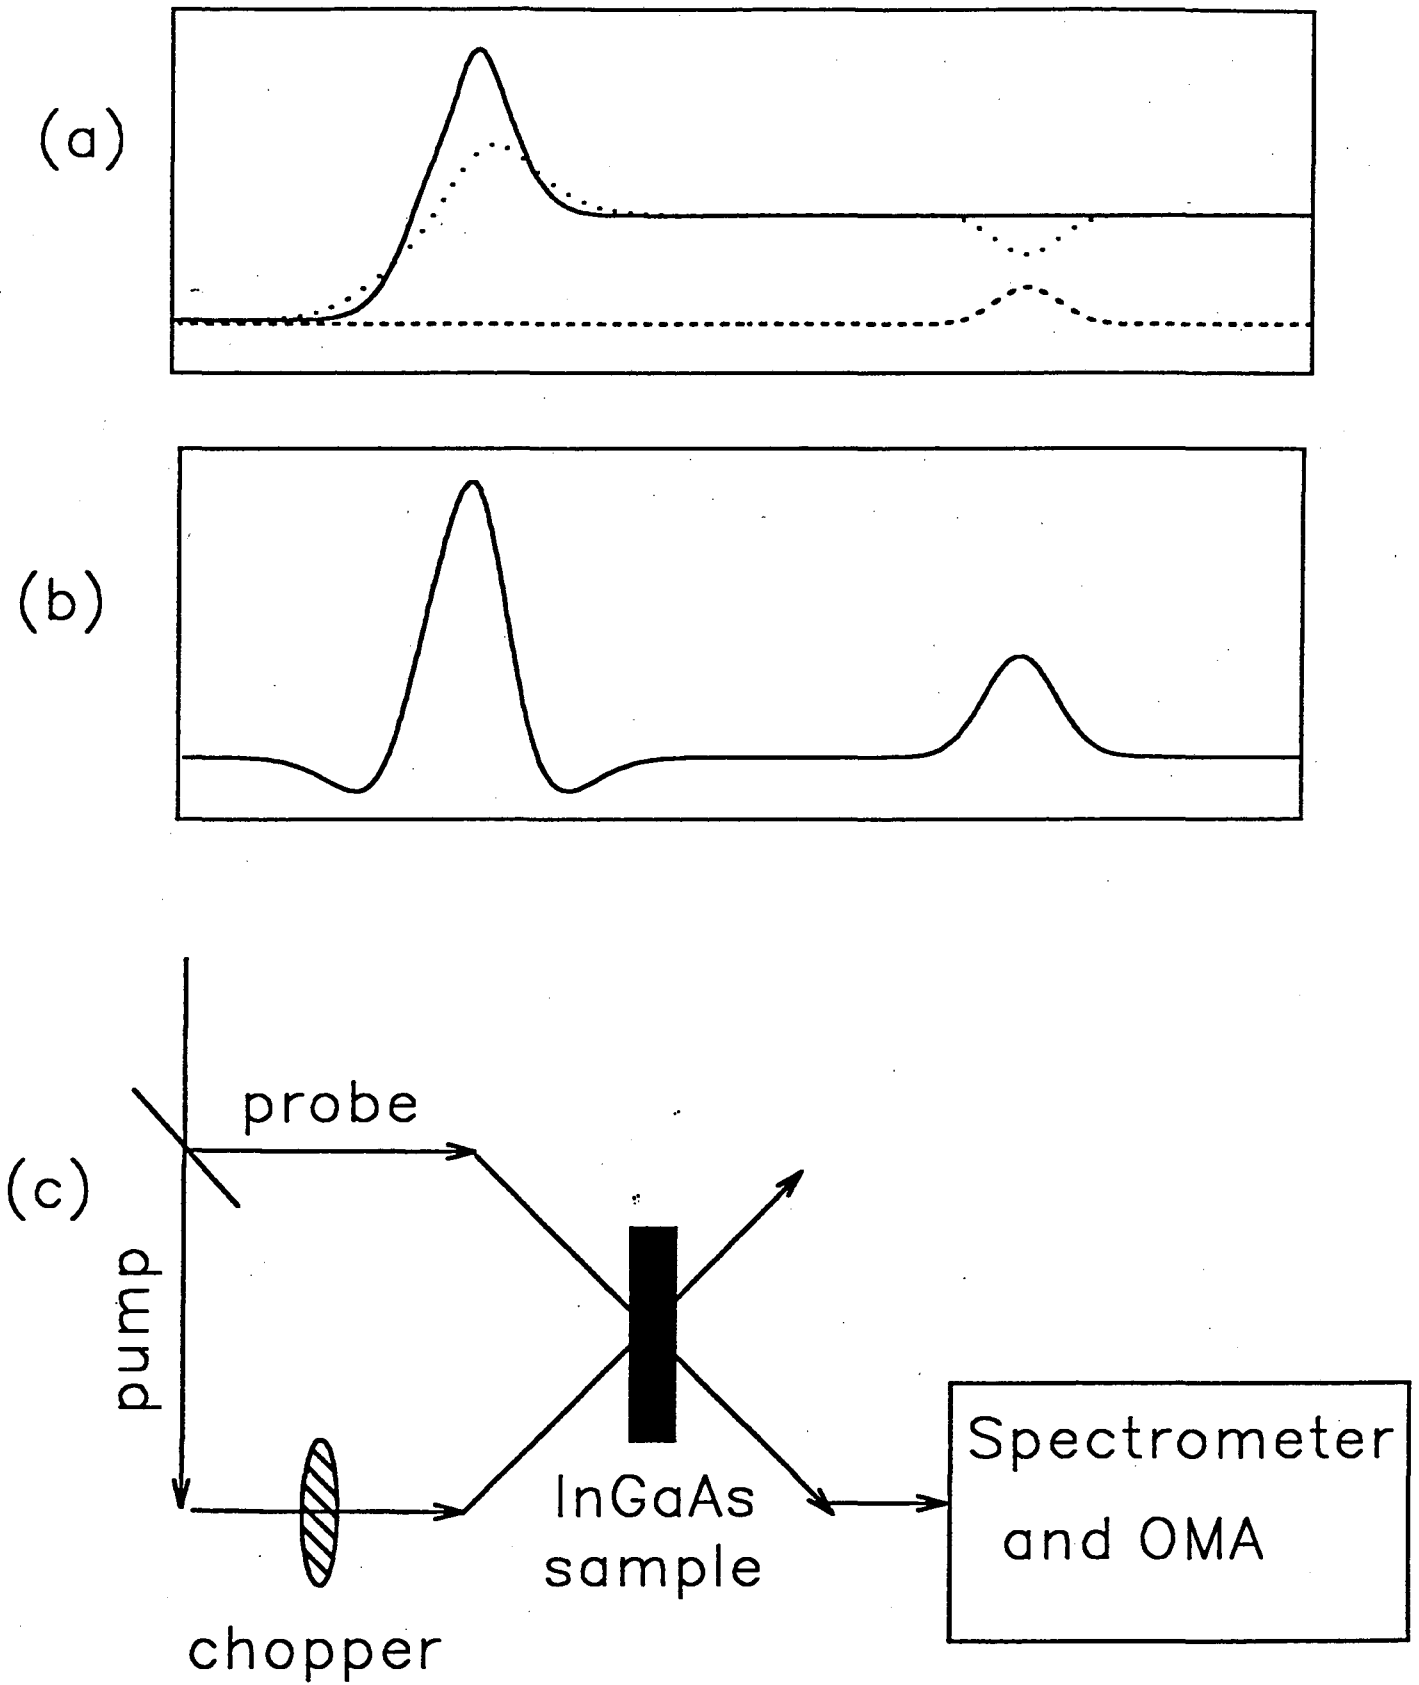 (a)
(b)
(c)
probe
pump
chopper
InGaAs
sample
Spectrometer
and OMA